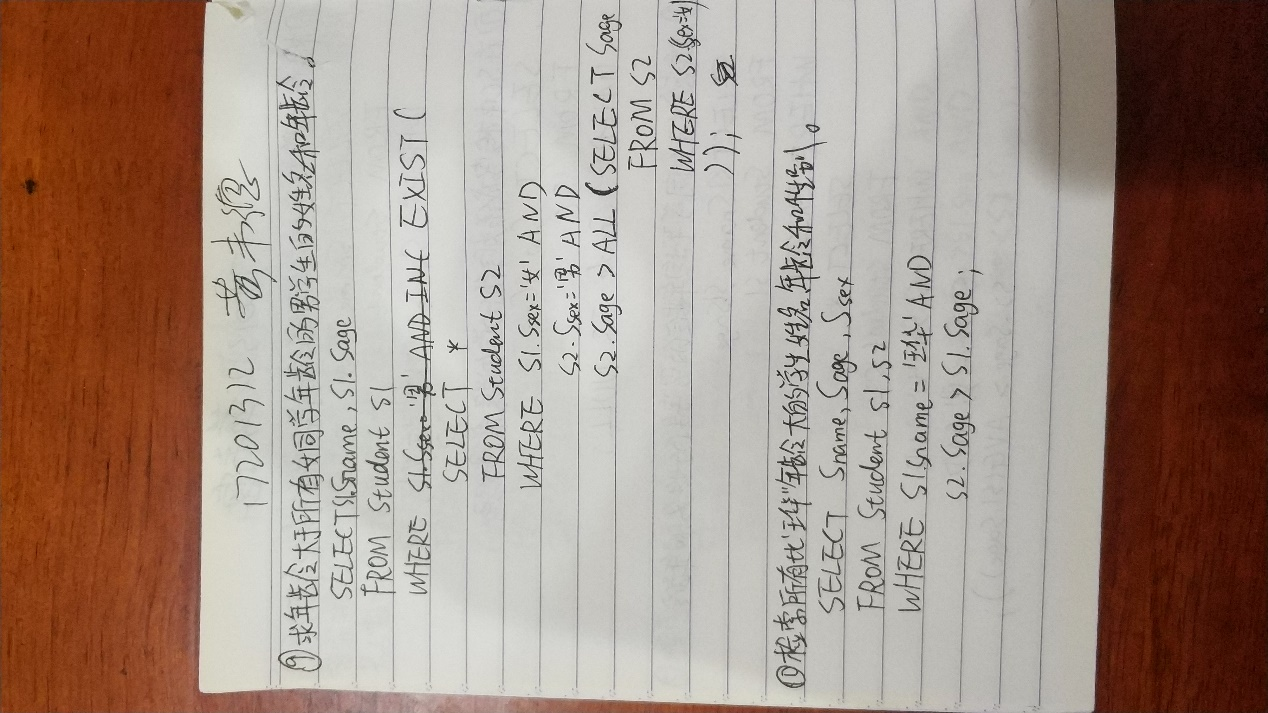 17201312 黄
⑨求年龄大于所有女同学年龄的男学生的姓名和年龄。
SELECT S1.Sname, S1.Sage
FROM Student S1
WHERE S1.Ssex='男' AND IN( EXIST (
SELECT *
FROM Student S2
WHERE S1.Ssex='女' AND
S2.Ssex='男' AND
S2.Sage > ALL (SELECT Sage
FROM S2
WHERE S2.Ssex='女'
));
⑩检索所有比"王华"年龄大的学生姓名、年龄和性别。
SELECT Sname, Sage, Ssex
FROM Student S1, S2
WHERE S1.Sname = '王华' AND
S2.Sage > S1.Sage;